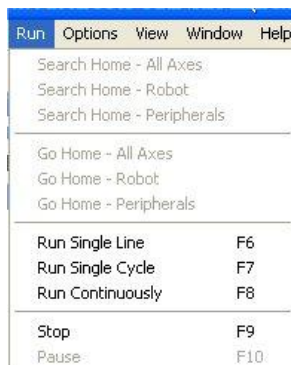 Run Options View Window Help
Search Home - All Axes
Search Home - Robot
Search Home - Peripherals
Go Home - All Axes
Go Home - Robot
Go Home - Peripherals
Run Single Line F6
Run Single Cycle F7
Run Continuously F8
Stop F9
Pause F10